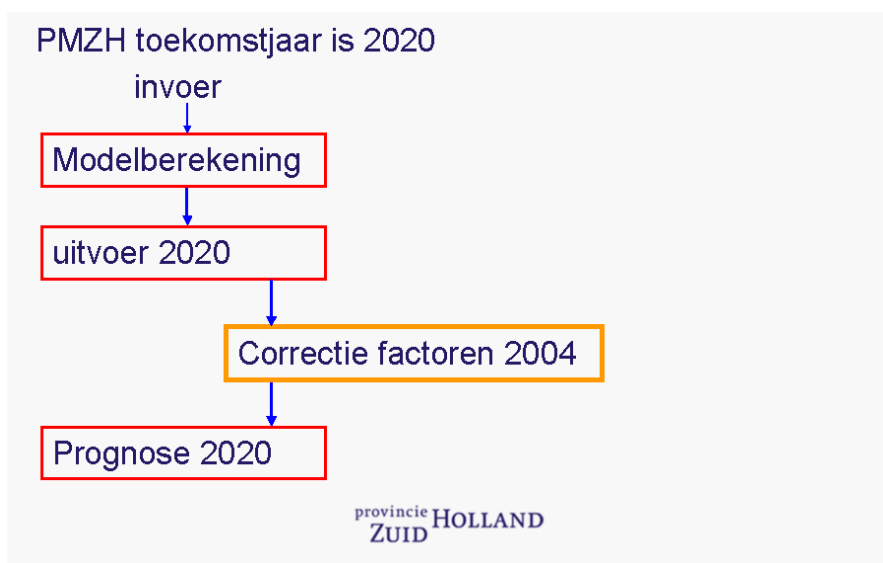 PMZH toekomstjaar is 2020
invoer
Modelberekening
uitvoer 2020
Correctie factoren 2004
Prognose 2020
provincie HOLLAND
ZUID